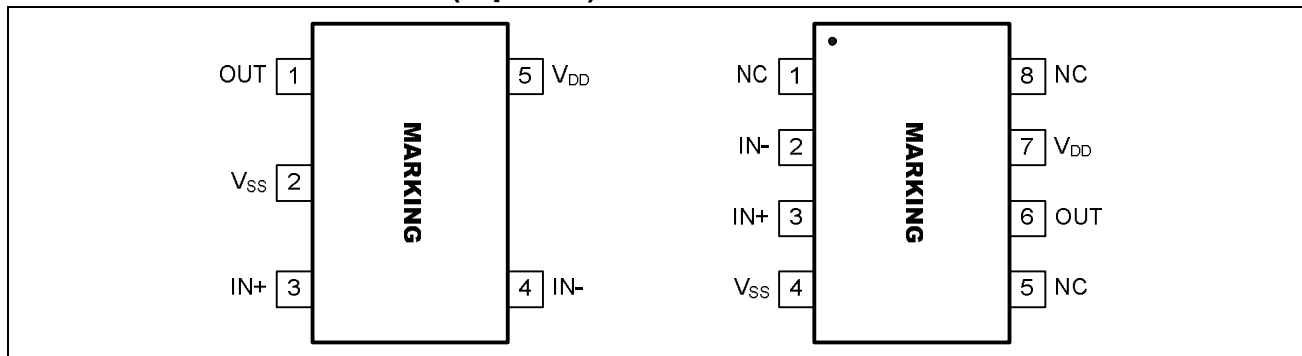 OUT 1
5 VDD
MARKING
VSS 2
IN+ 3
4 IN-
NC 1
8 NC
IN- 2
7 VDD
MARKING
IN+ 3
6 OUT
VSS 4
5 NC